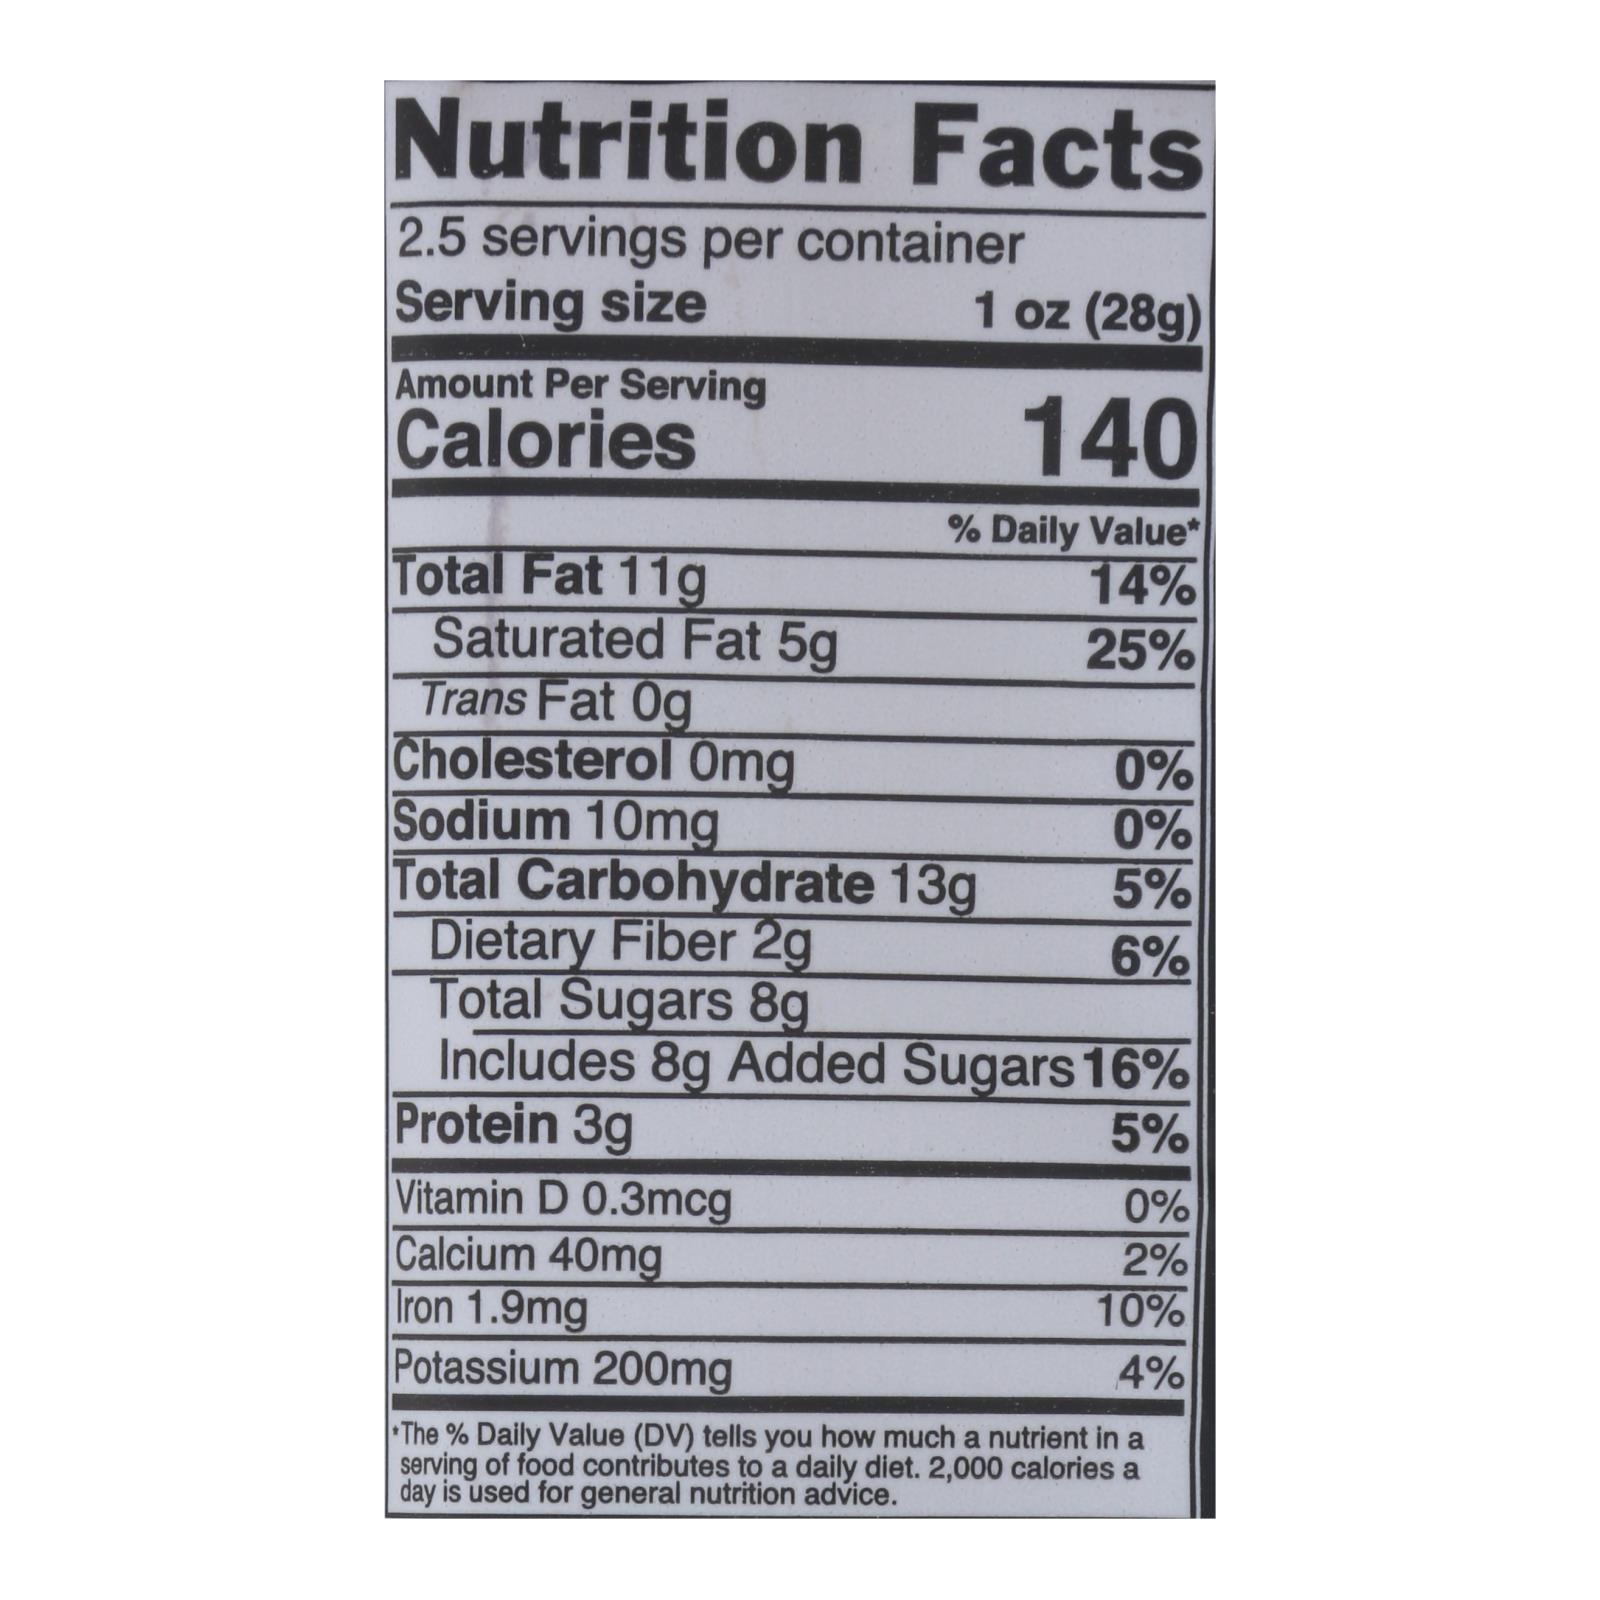 Nutrition Facts
2.5 servings per container
Serving size 1 oz (28g)
Amount Per Serving
Calories 140
% Daily Value*
Total Fat 11g 14%
Saturated Fat 5g 25%
Trans Fat 0g
Cholesterol 0mg 0%
Sodium 10mg 0%
Total Carbohydrate 13g 5%
Dietary Fiber 2g 6%
Total Sugars 8g
Includes 8g Added Sugars 16%
Protein 3g 5%
Vitamin D 0.3mcg 0%
Calcium 40mg 2%
Iron 1.9mg 10%
Potassium 200mg 4%
*The % Daily Value (DV) tells you how much a nutrient in a
serving of food contributes to a daily diet. 2,000 calories a
day is used for general nutrition advice.